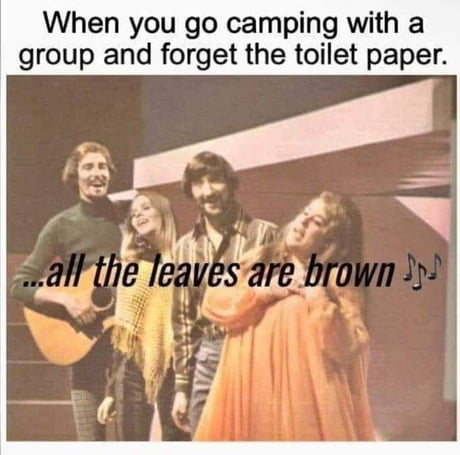 When you go camping with a
group and forget the toilet paper.
...all the leaves are brown 🎶